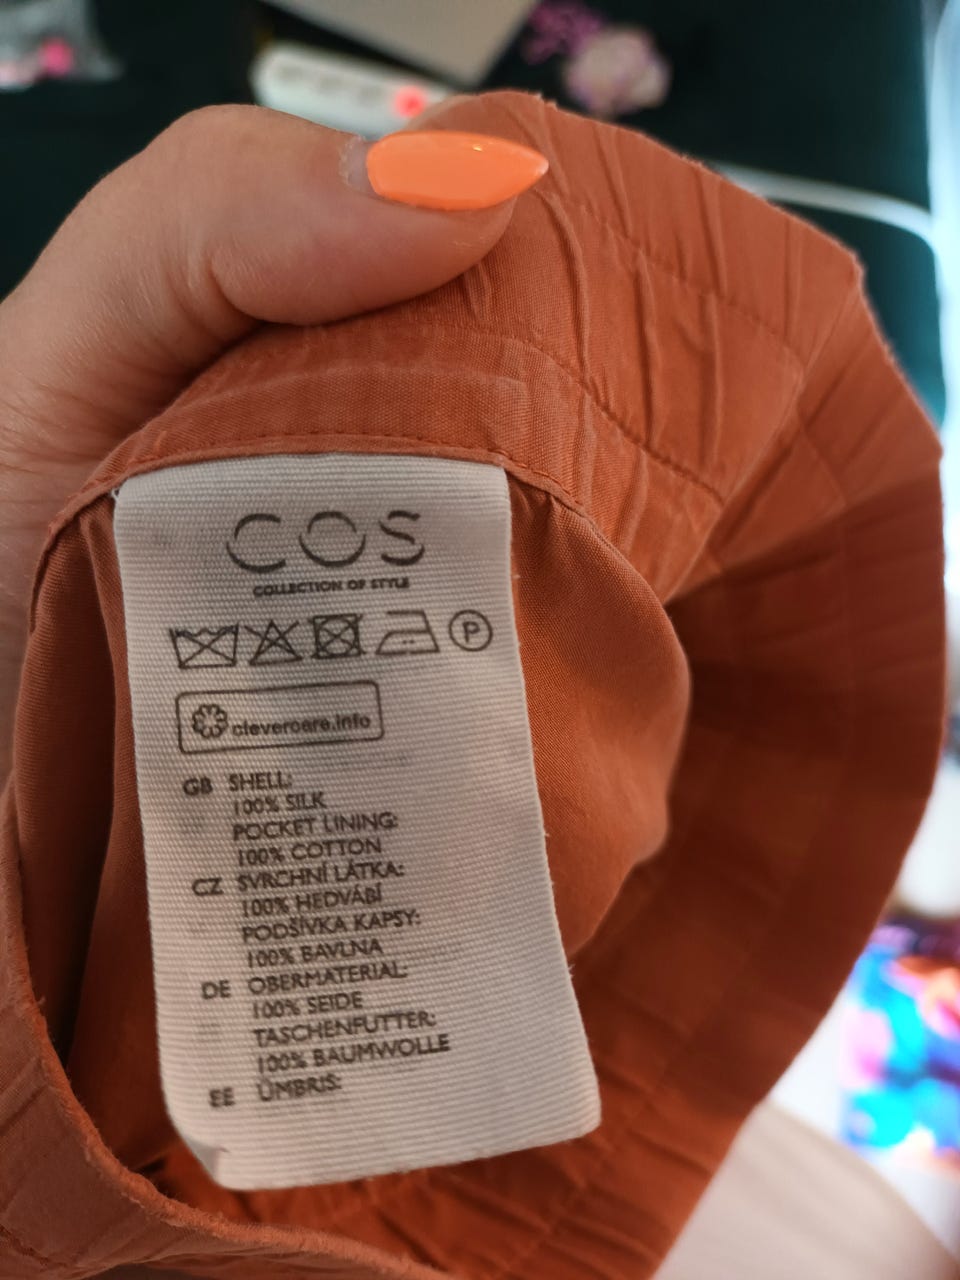 COS
COLLECTION OF STYLE
P
clevercare.info
GB SHELL:
100% SILK
POCKET LINING:
100% COTTON
CZ SVRCHNÍ LÁTKA:
100% HEDVÁBÍ
PODŠÍVKA KAPSY:
100% BAVLNA
DE OBERMATERIAL:
100% SEIDE
TASCHENFUTTER:
100% BAUMWOLLE
EE ÜMBRIS: